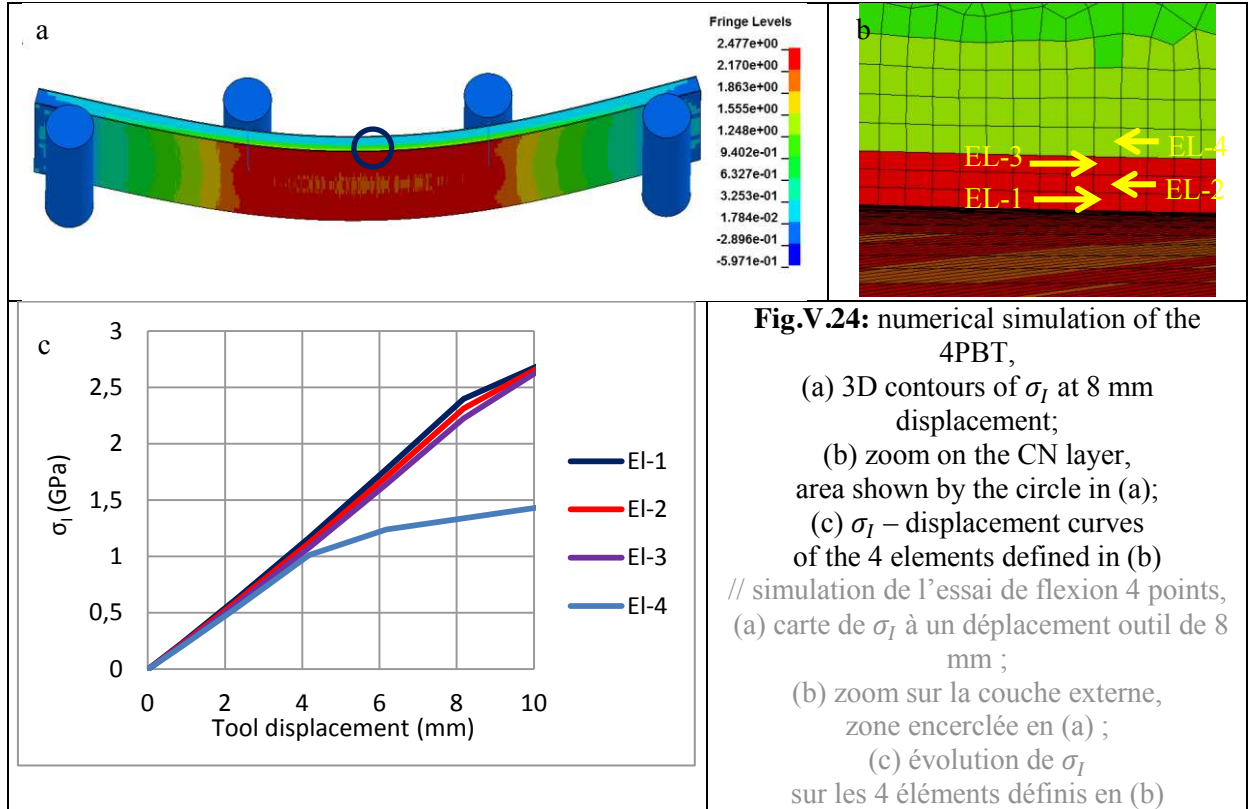 a
Fringe Levels
2.477e+00
2.170e+00
1.863e+00
1.555e+00
1.248e+00
9.402e-01
6.327e-01
3.253e-01
1.784e-02
-2.896e-01
-5.971e-01
b
EL-3
EL-4
EL-1
EL-2
c
3
2,5
2
1,5
1
0,5
0
σI (GPa)
0 2 4 6 8 10
Tool displacement (mm)
El-1
El-2
El-3
El-4
Fig.V.24: numerical simulation of the
4PBT,
(a) 3D contours of σI at 8 mm
displacement;
(b) zoom on the CN layer,
area shown by the circle in (a);
(c) σI – displacement curves
of the 4 elements defined in (b)
// simulation de l’essai de flexion 4 points,
(a) carte de σI à un déplacement outil de 8
mm ;
(b) zoom sur la couche externe,
zone encerclée en (a) ;
(c) évolution de σI
sur les 4 éléments définis en (b)